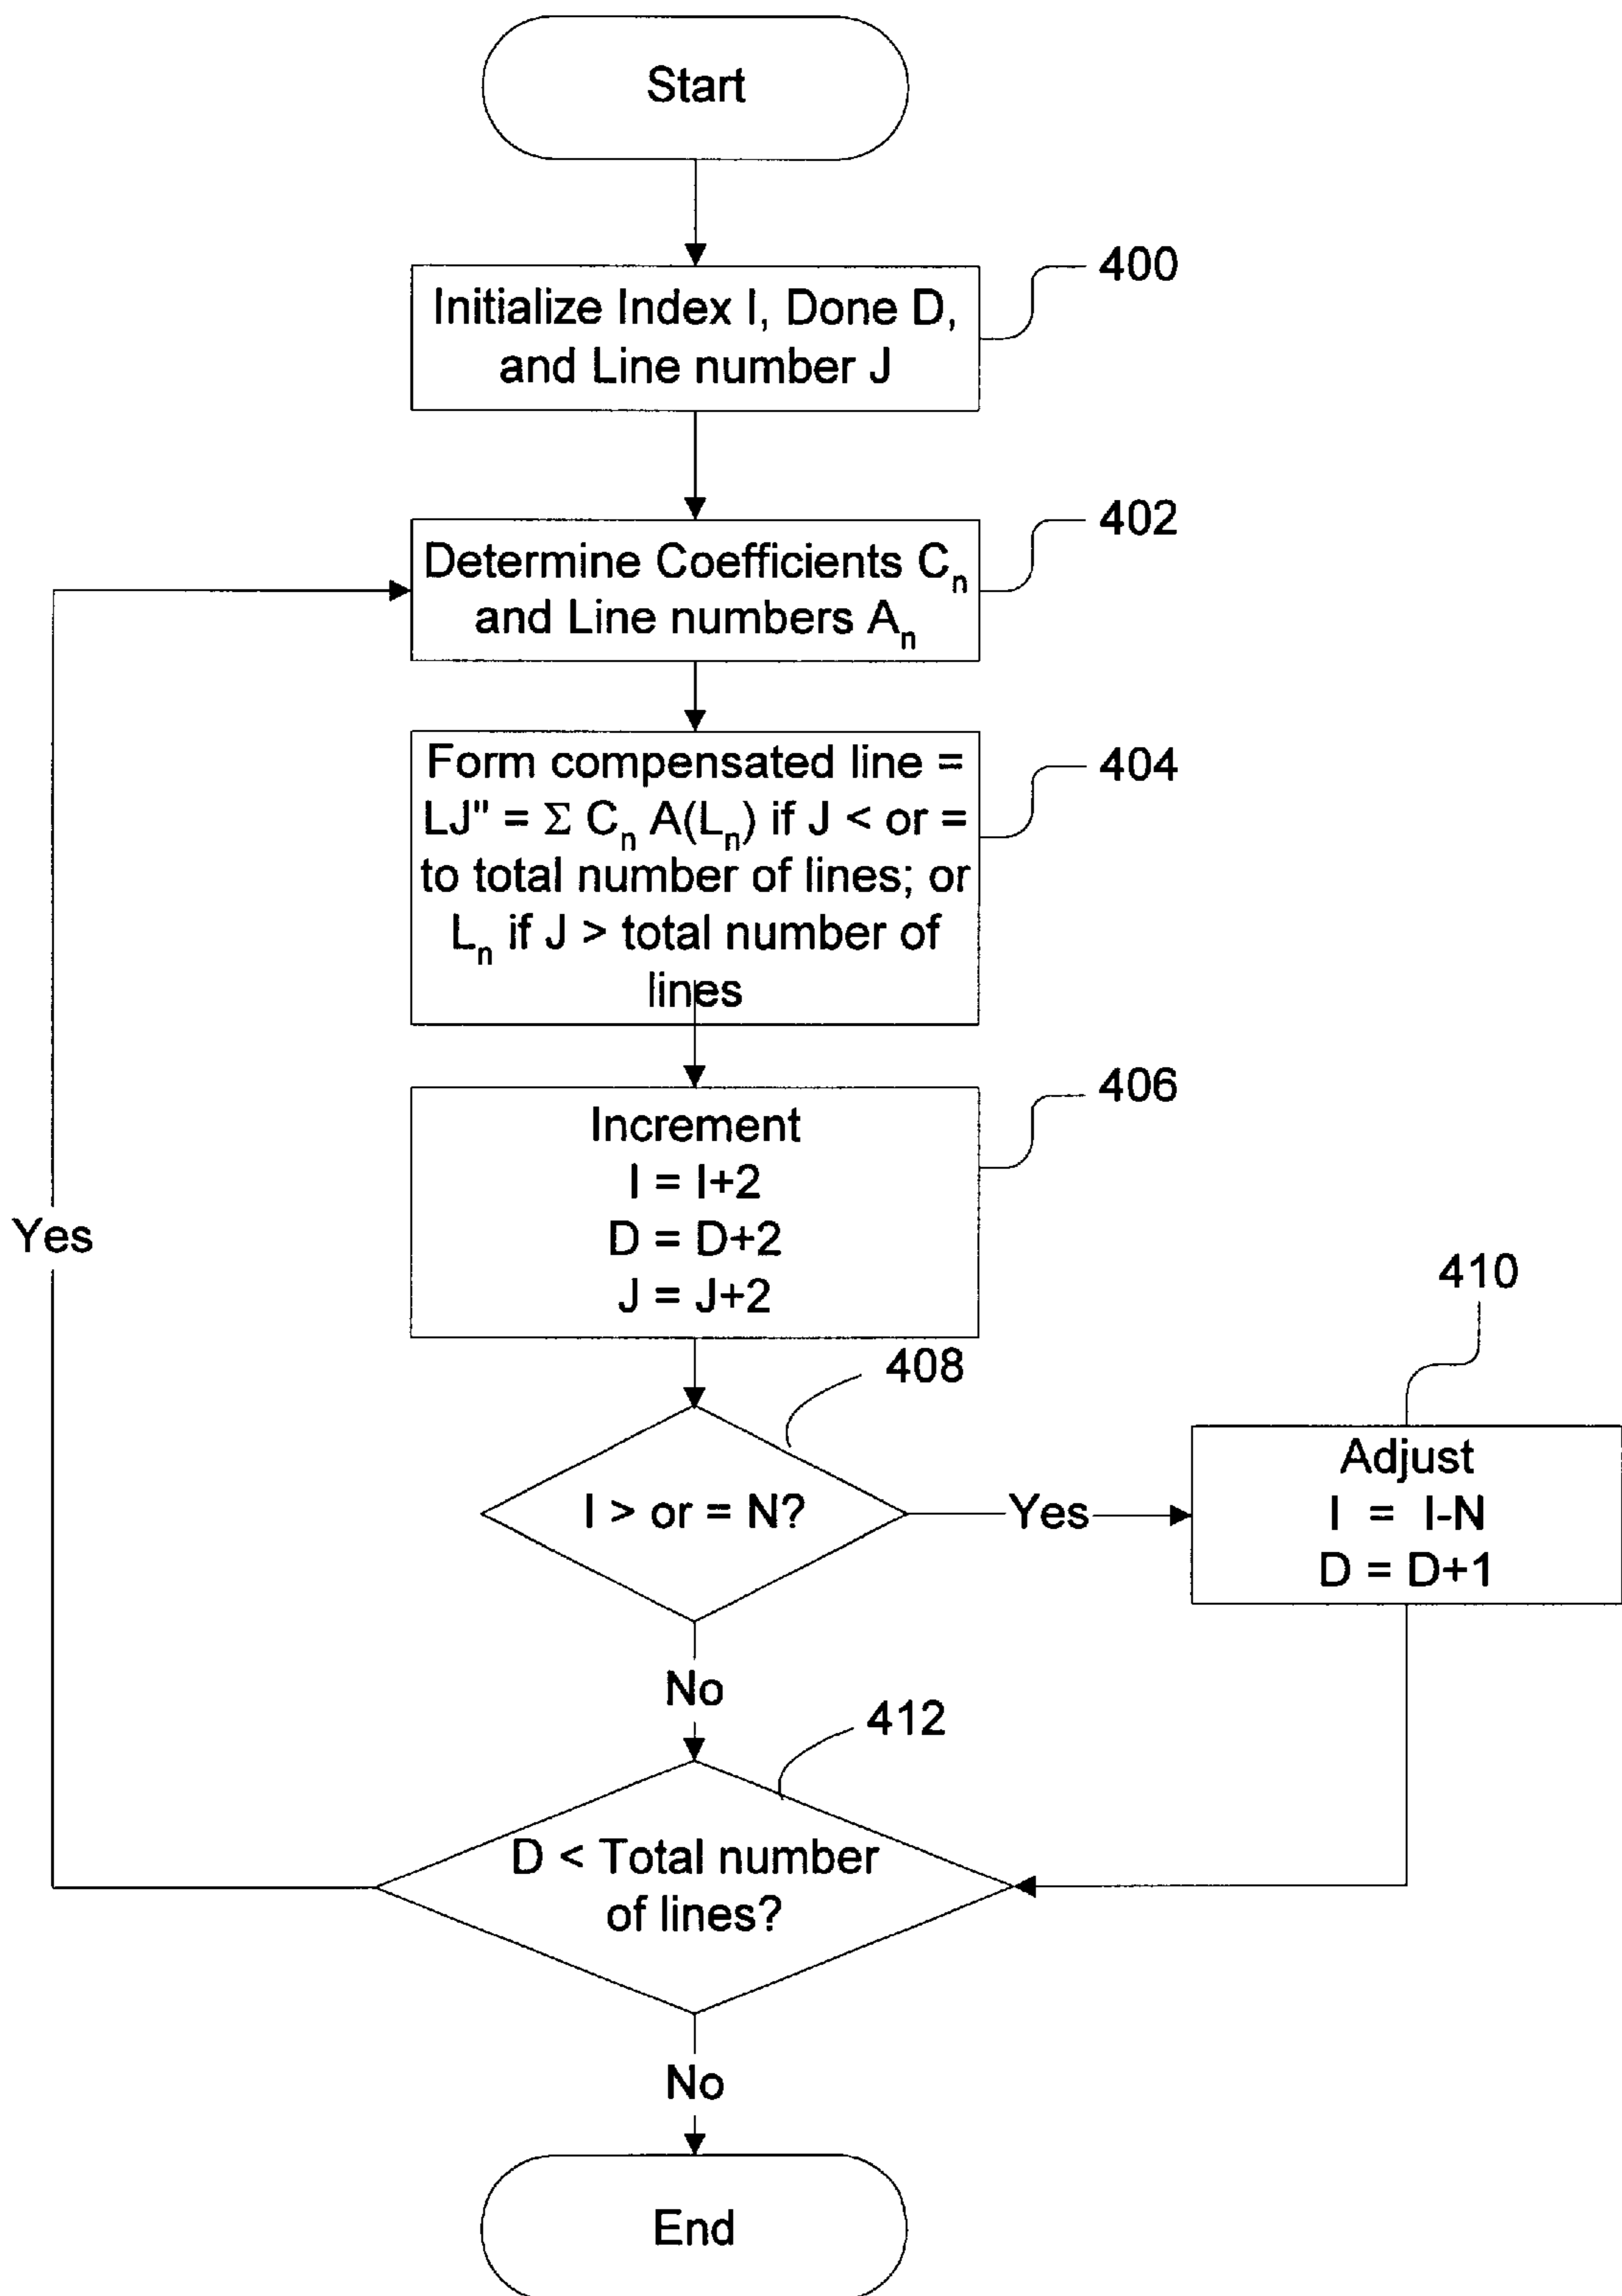 Start
400
Initialize Index I, Done D,
and Line number J
402
Determine Coefficients Cn
and Line numbers An
404
Form compensated line =
LJ" = Σ Cn A(Ln) if J < or =
to total number of lines; or
Ln if J > total number of
lines
406
Increment
I = I+2
D = D+2
J = J+2
Yes
408
410
I > or = N?
Yes
Adjust
I = I-N
D = D+1
No
412
D < Total number
of lines?
No
End